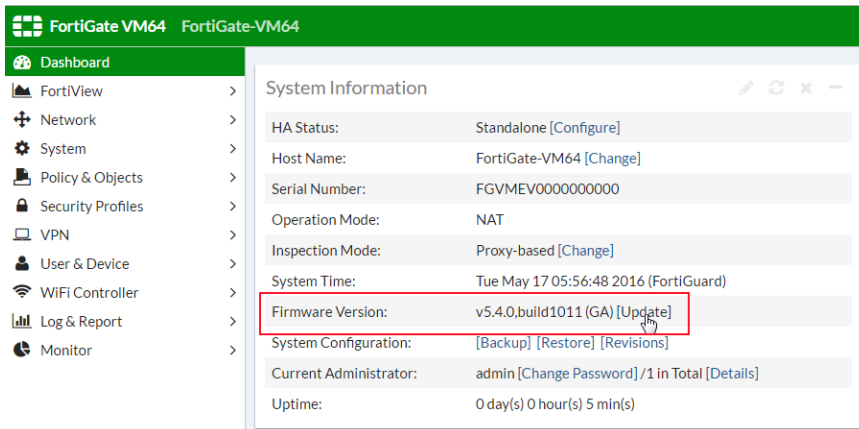 FortiGate VM64 FortiGate-VM64
Dashboard
FortiView
Network
System
Policy & Objects
Security Profiles
VPN
User & Device
WiFi Controller
Log & Report
Monitor
System Information
HA Status: Standalone [Configure]
Host Name: FortiGate-VM64 [Change]
Serial Number: FGVMEV0000000000
Operation Mode: NAT
Inspection Mode: Proxy-based [Change]
System Time: Tue May 17 05:56:48 2016 (FortiGuard)
Firmware Version: v5.4.0,build1011 (GA) [Update]
System Configuration: [Backup] [Restore] [Revisions]
Current Administrator: admin [Change Password] /1 in Total [Details]
Uptime: 0 day(s) 0 hour(s) 5 min(s)